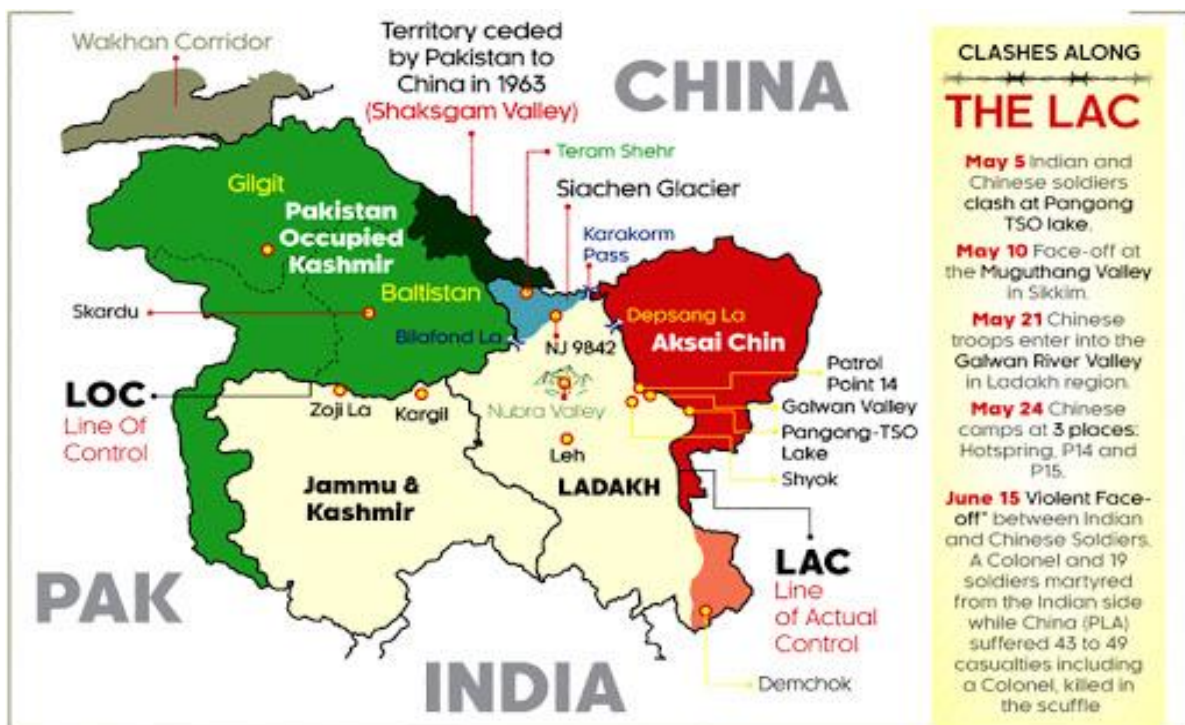 Wakhan Corridor
Territory ceded
by Pakistan to
China in 1963
(Shaksgam Valley)
CHINA
Teram Shehr
Siachen Glacier
Karakorm
Pass
Gilgit
Pakistan
Occupied
Kashmir
Baltistan
Skardu
Bilafond La
NJ 9842
Depsang La
Aksai Chin
LOC
Line Of
Control
Zoji La
Kargil
Nubra Valley
Leh
Patrol
Point 14
Galwan Valley
Pangong-TSO
Lake
Shyok
Jammu &
Kashmir
LADAKH
LAC
Line
of Actual
Control
PAK
INDIA
Demchok
CLASHES ALONG
THE LAC
May 5 Indian and
Chinese soldiers
clash at Pangong
TSO lake.
May 10 Face-off at
the Muguthang Valley
in Sikkim.
May 21 Chinese
troops enter into the
Galwan River Valley
in Ladakh region.
May 24 Chinese
camps at 3 places:
Hotspring, P14 and
P15.
June 15 Violent Face-
off" between Indian
and Chinese Soldiers.
A Colonel and 19
soldiers martyred
from the Indian side
while China (PLA)
suffered 43 to 49
casualties including
a Colonel, killed in
the scuffle